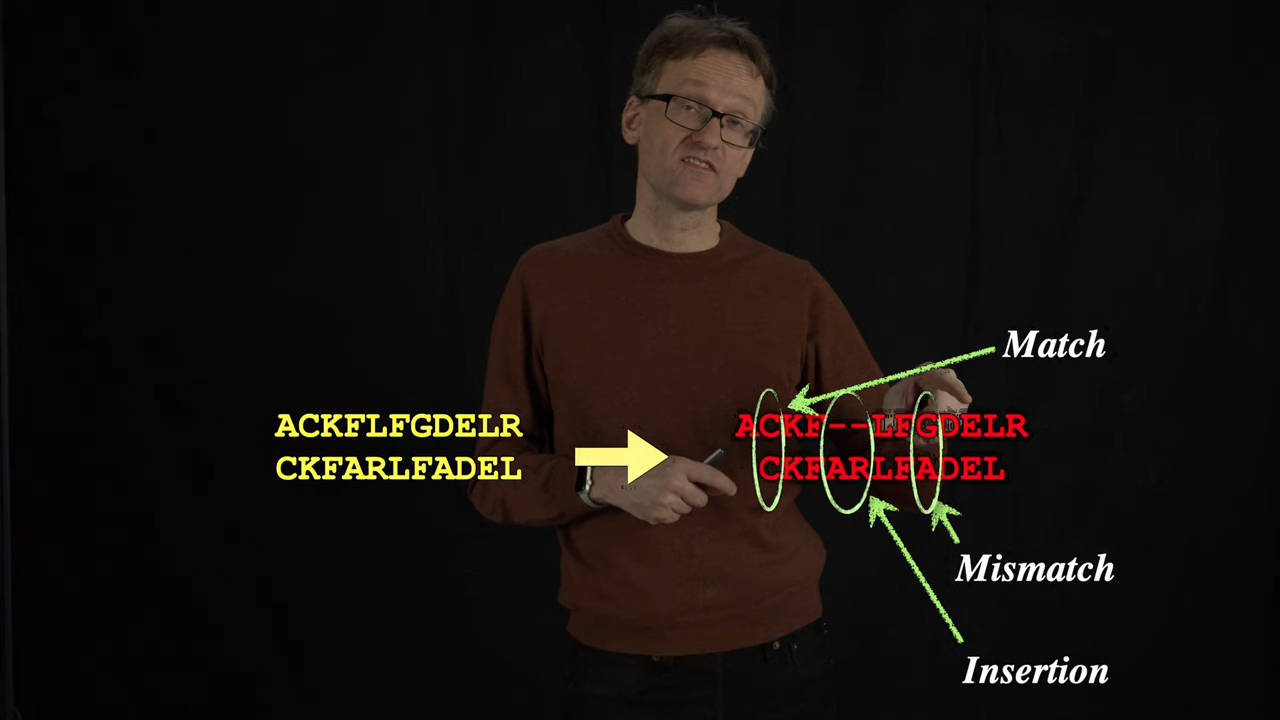 Match
ACKFLFGDELR
CKFARLFADEL
ACKF--LFGDELR
CKFARLFADEL
Mismatch
Insertion